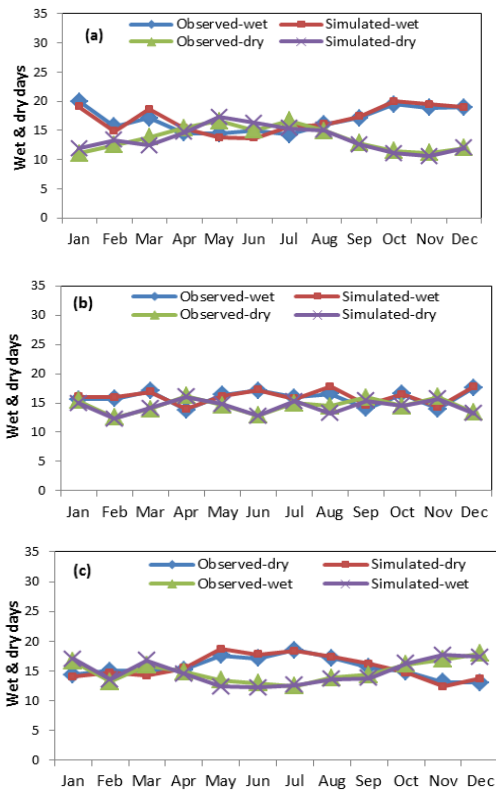 (a)
Observed-wet Simulated-wet
Observed-dry Simulated-dry
Wet & dry days
35
30
25
20
15
10
5
0
Jan Feb Mar Apr May Jun Jul Aug Sep Oct Nov Dec
(b)
Observed-wet Simulated-wet
Observed-dry Simulated-dry
Wet & dry days
35
30
25
20
15
10
5
0
Jan Feb Mar Apr May Jun Jul Aug Sep Oct Nov Dec
(c)
Observed-dry Simulated-dry
Observed-wet Simulated-wet
Wet & dry days
35
30
25
20
15
10
5
0
Jan Feb Mar Apr May Jun Jul Aug Sep Oct Nov Dec